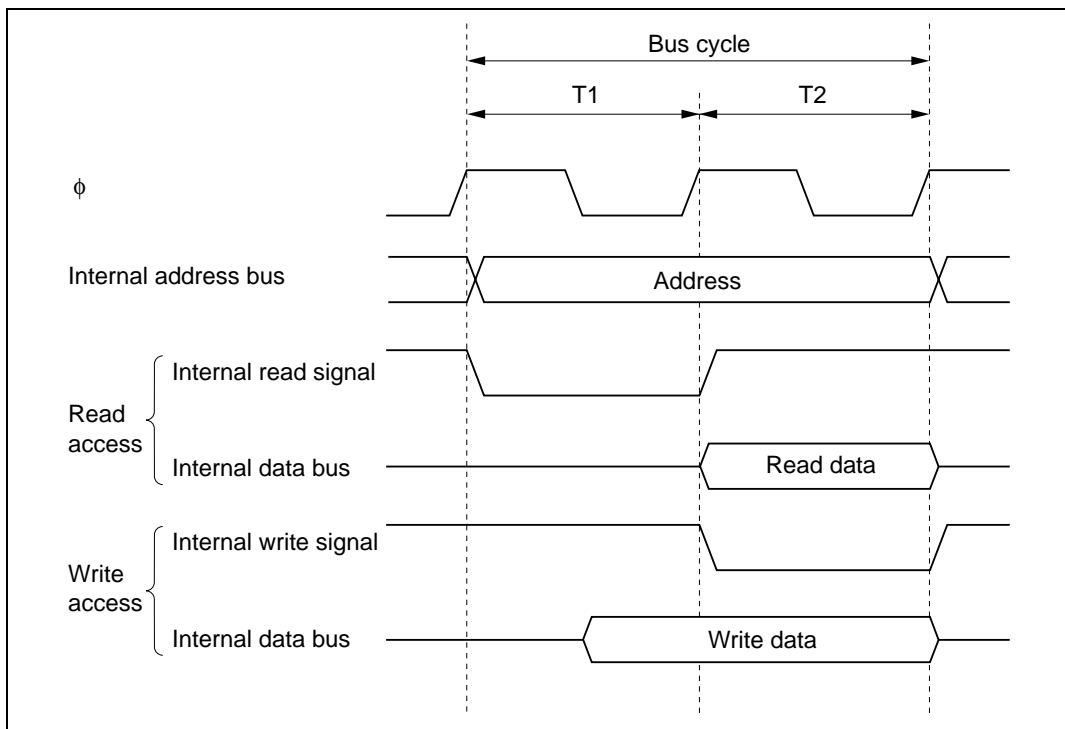 Bus cycle
T1
T2
ϕ
Internal address bus
Address
Read
access
Internal read signal
Internal data bus
Read data
Write
access
Internal write signal
Internal data bus
Write data